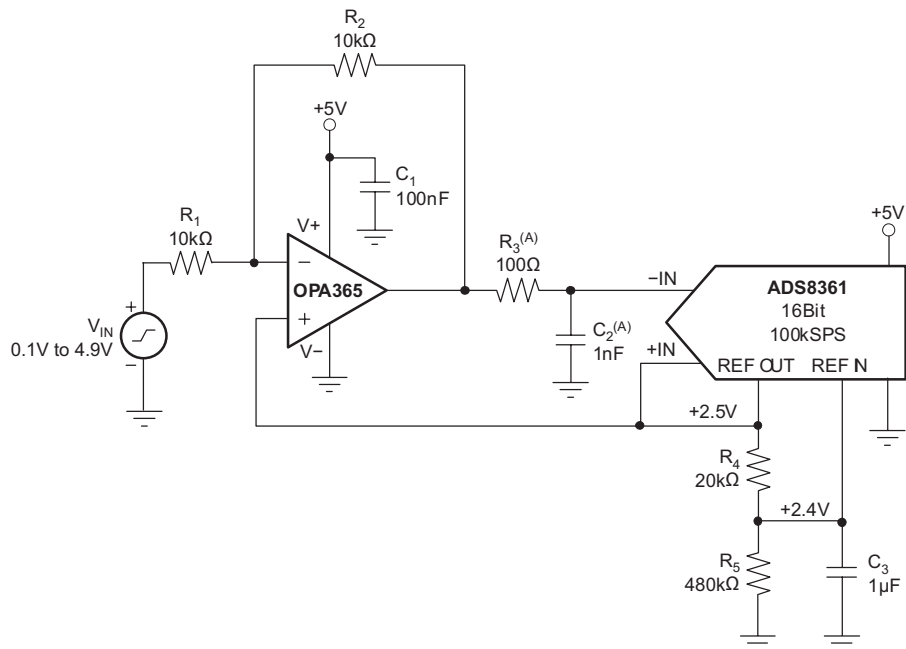 R2
10kΩ
+5V
C1
100nF
R1
10kΩ
V+
−
OPA365
+
V−
+
VIN
0.1V to 4.9V
−
R3(A)
100Ω
C2(A)
1nF
−IN
+IN
+5V
ADS8361
16Bit
100kSPS
REF OUT REF IN
+2.5V
R4
20kΩ
+2.4V
R5
480kΩ
C3
1µF